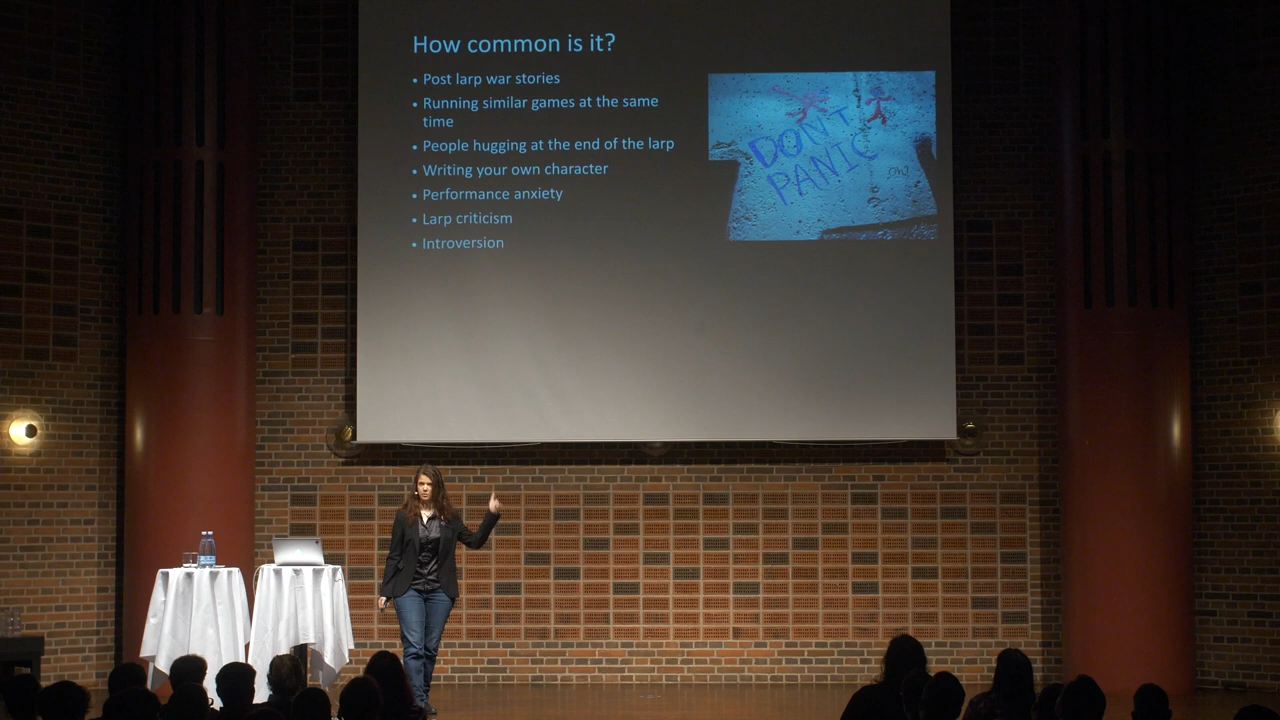 How common is it?
• Post larp war stories
• Running similar games at the same
time
• People hugging at the end of the larp
• Writing your own character
• Performance anxiety
• Larp criticism
• Introversion
DON'T
PANIC